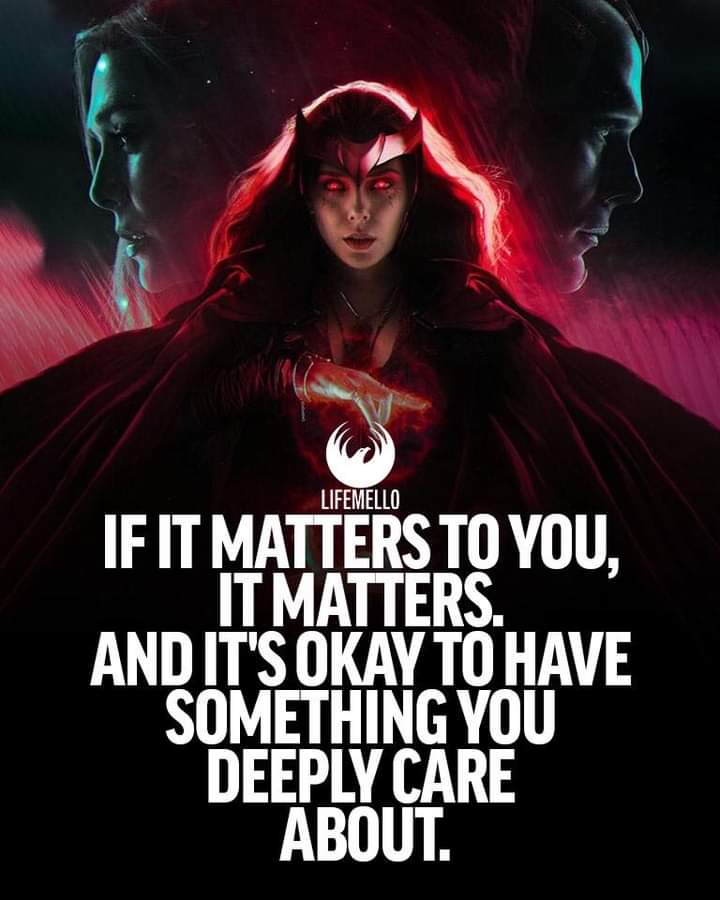 LIFEMELLO
IF IT MATTERS TO YOU,
IT MATTERS.
AND IT'S OKAY TO HAVE
SOMETHING YOU
DEEPLY CARE
ABOUT.